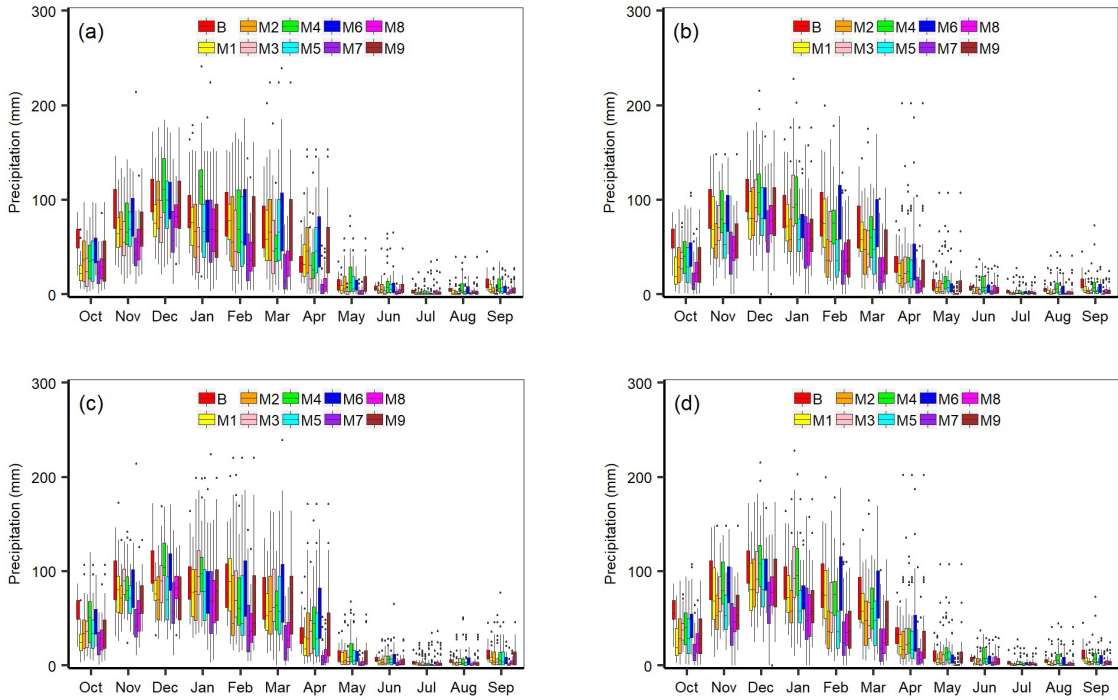 (a)
B M2 M4 M6 M8
M1 M3 M5 M7 M9
Precipitation (mm)
300
200
100
0
Oct Nov Dec Jan Feb Mar Apr May Jun Jul Aug Sep
(b)
B M2 M4 M6 M8
M1 M3 M5 M7 M9
Precipitation (mm)
300
200
100
0
Oct Nov Dec Jan Feb Mar Apr May Jun Jul Aug Sep
(c)
B M2 M4 M6 M8
M1 M3 M5 M7 M9
Precipitation (mm)
300
200
100
0
Oct Nov Dec Jan Feb Mar Apr May Jun Jul Aug Sep
(d)
B M2 M4 M6 M8
M1 M3 M5 M7 M9
Precipitation (mm)
300
200
100
0
Oct Nov Dec Jan Feb Mar Apr May Jun Jul Aug Sep